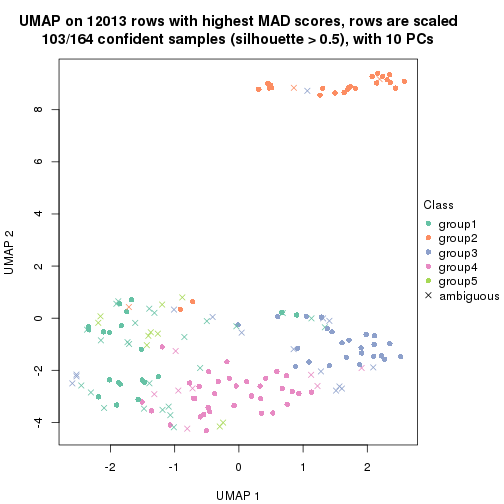 UMAP on 12013 rows with highest MAD scores, rows are scaled
103/164 confident samples (silhouette > 0.5), with 10 PCs
8
6
4
2
0
-2
-4
UMAP 2
-2
-1
0
1
2
UMAP 1
Class
group1
group2
group3
group4
group5
ambiguous